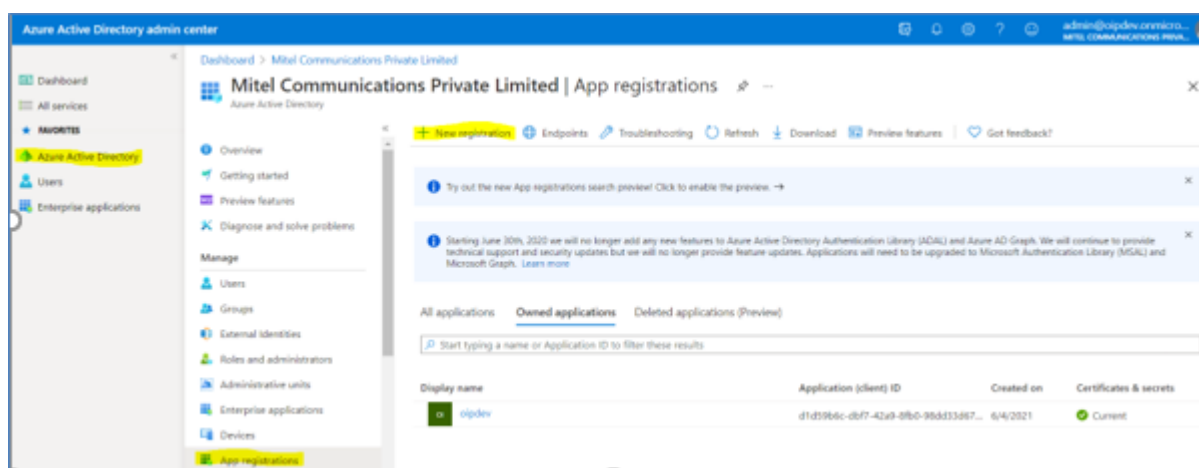 Azure Active Directory admin center
admin@oipdev.onmicro...
MITEL COMMUNICATIONS PRIVA...
Dashboard > Mitel Communications Private Limited
Mitel Communications Private Limited | App registrations
Azure Active Directory
Dashboard
All services
FAVORITES
Azure Active Directory
Users
Enterprise applications
Overview
Getting started
Preview features
Diagnose and solve problems
Manage
Users
Groups
External Identities
Roles and administrators
Administrative units
Enterprise applications
Devices
App registrations
New registration Endpoints Troubleshooting Refresh Download Preview features Got feedback?
Try out the new App registrations search preview! Click to enable the preview. →
Starting June 30th, 2020 we will no longer add any new features to Azure Active Directory Authentication Library (ADAL) and Azure AD Graph. We will continue to provide
technical support and security updates but we will no longer provide feature updates. Applications will need to be upgraded to Microsoft Authentication Library (MSAL) and
Microsoft Graph. Learn more
All applications Owned applications Deleted applications (Preview)
Start typing a name or Application ID to filter these results
Display name Application (client) ID Created on Certificates & secrets
oipdev d1d59b6c-dbf7-42a9-8fb0-98dd33d67... 6/4/2021 Current